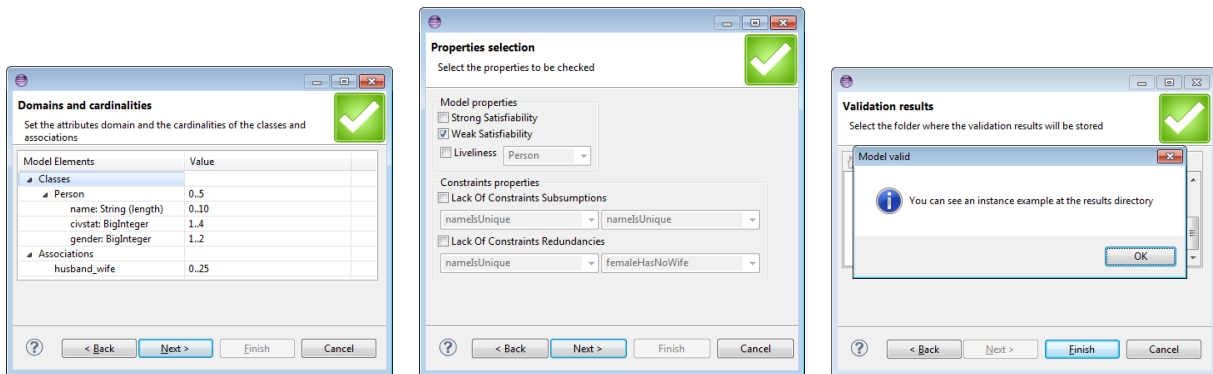 Domains and cardinalities
Set the attributes domain and the cardinalities of the classes and
associations
Model Elements Value
Classes
Person 0..5
name: String (length) 0..10
civstat: BigInteger 1..4
gender: BigInteger 1..2
Associations
husband_wife 0..25
< Back Next > Finish Cancel
Properties selection
Select the properties to be checked
Model properties
Strong Satisfiability
Weak Satisfiability
Liveliness Person
Constraints properties
Lack Of Constraints Subsumptions
nameIsUnique nameIsUnique
Lack Of Constraints Redundancies
nameIsUnique femaleHasNoWife
< Back Next > Finish Cancel
Validation results
Select the folder where the validation results will be stored
Model valid
You can see an instance example at the results directory
OK
< Back Next > Finish Cancel